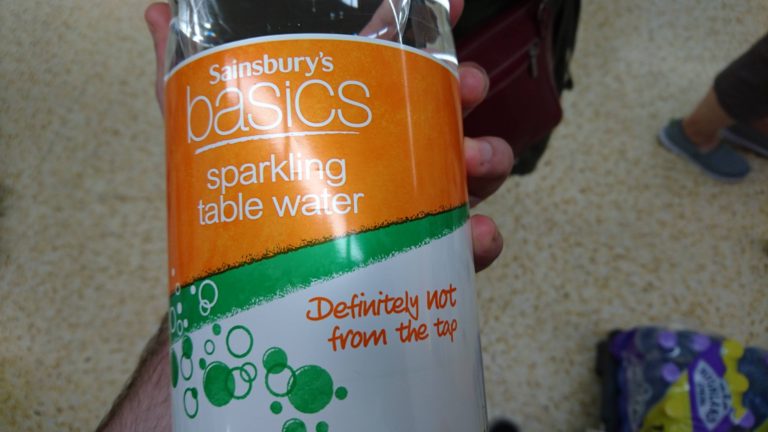 Sainsbury's
basics
sparkling
table water
Definitely not
from the tap